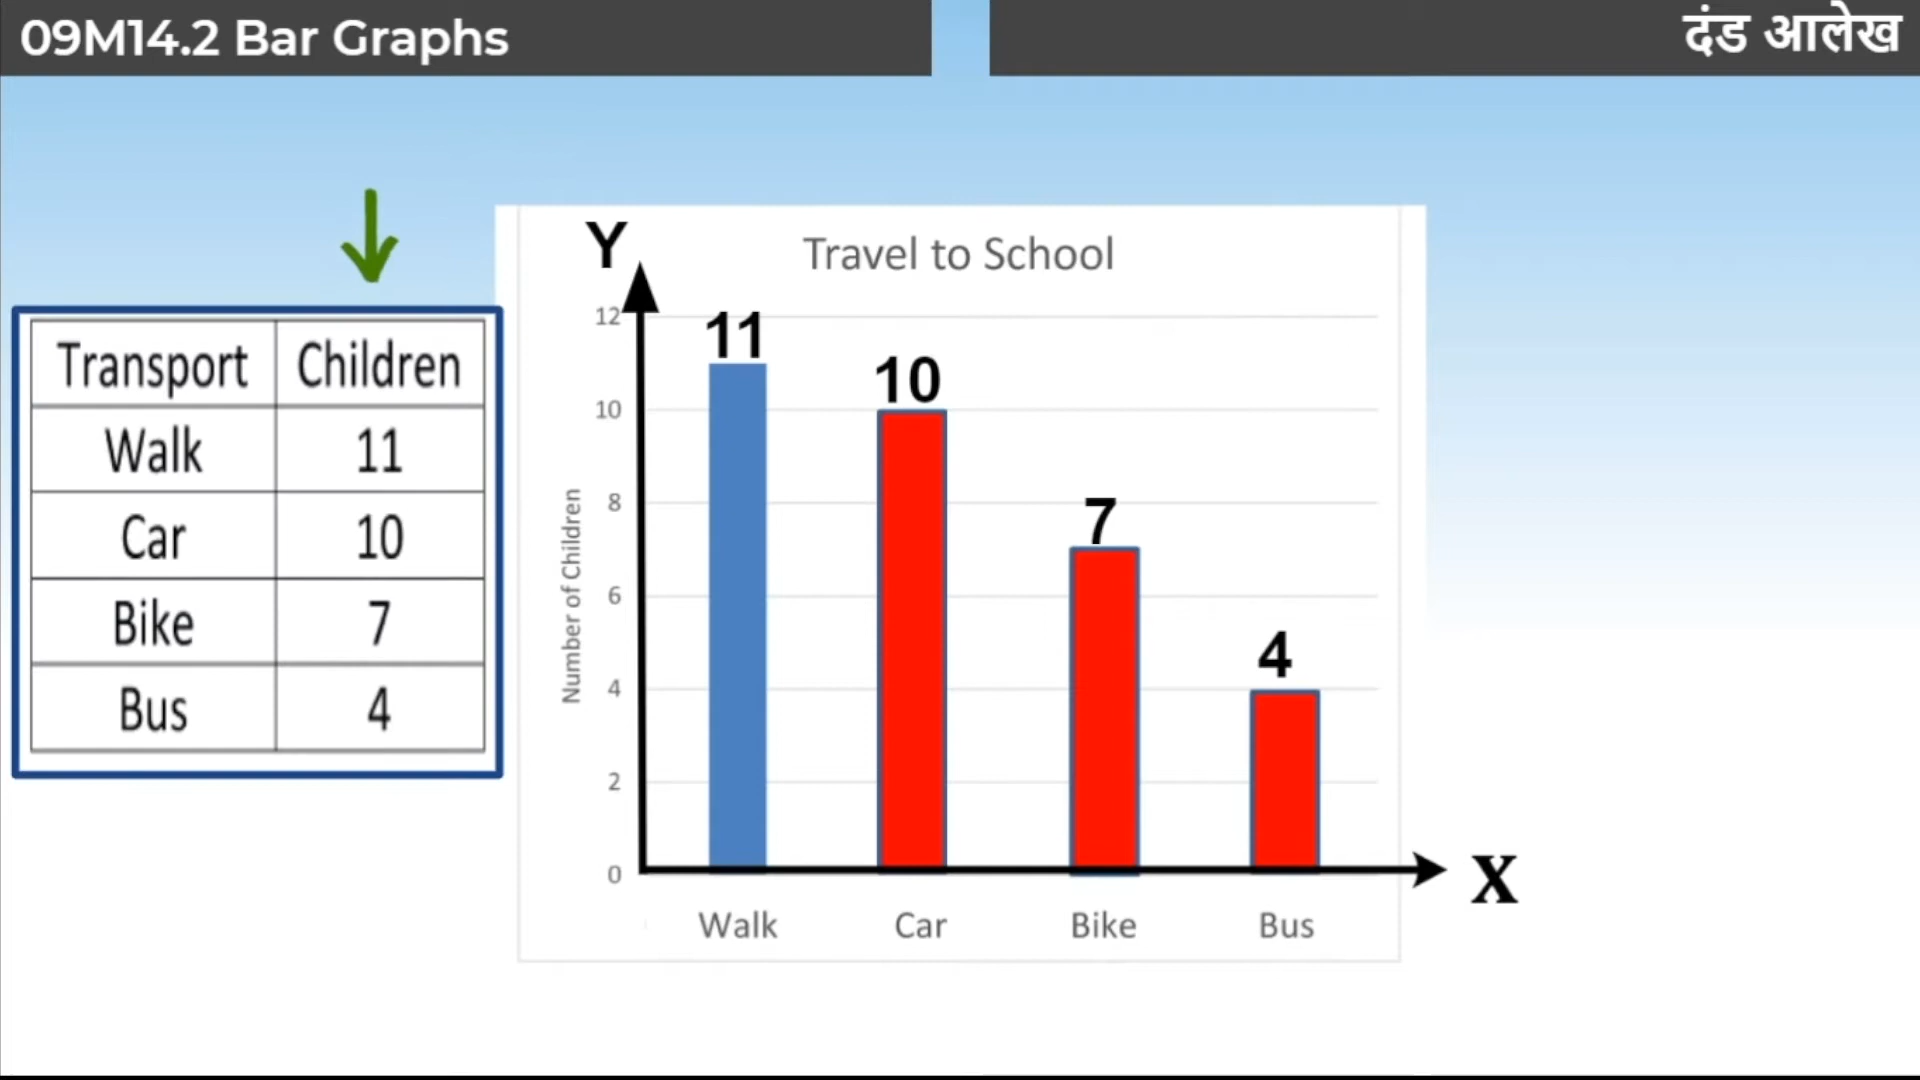 09M14.2 Bar Graphs
दंड आलेख
Transport Children
Walk 11
Car 10
Bike 7
Bus 4
Y
Travel to School
Number of Children
12
10
8
6
4
2
0
11
10
7
4
Walk Car Bike Bus
X